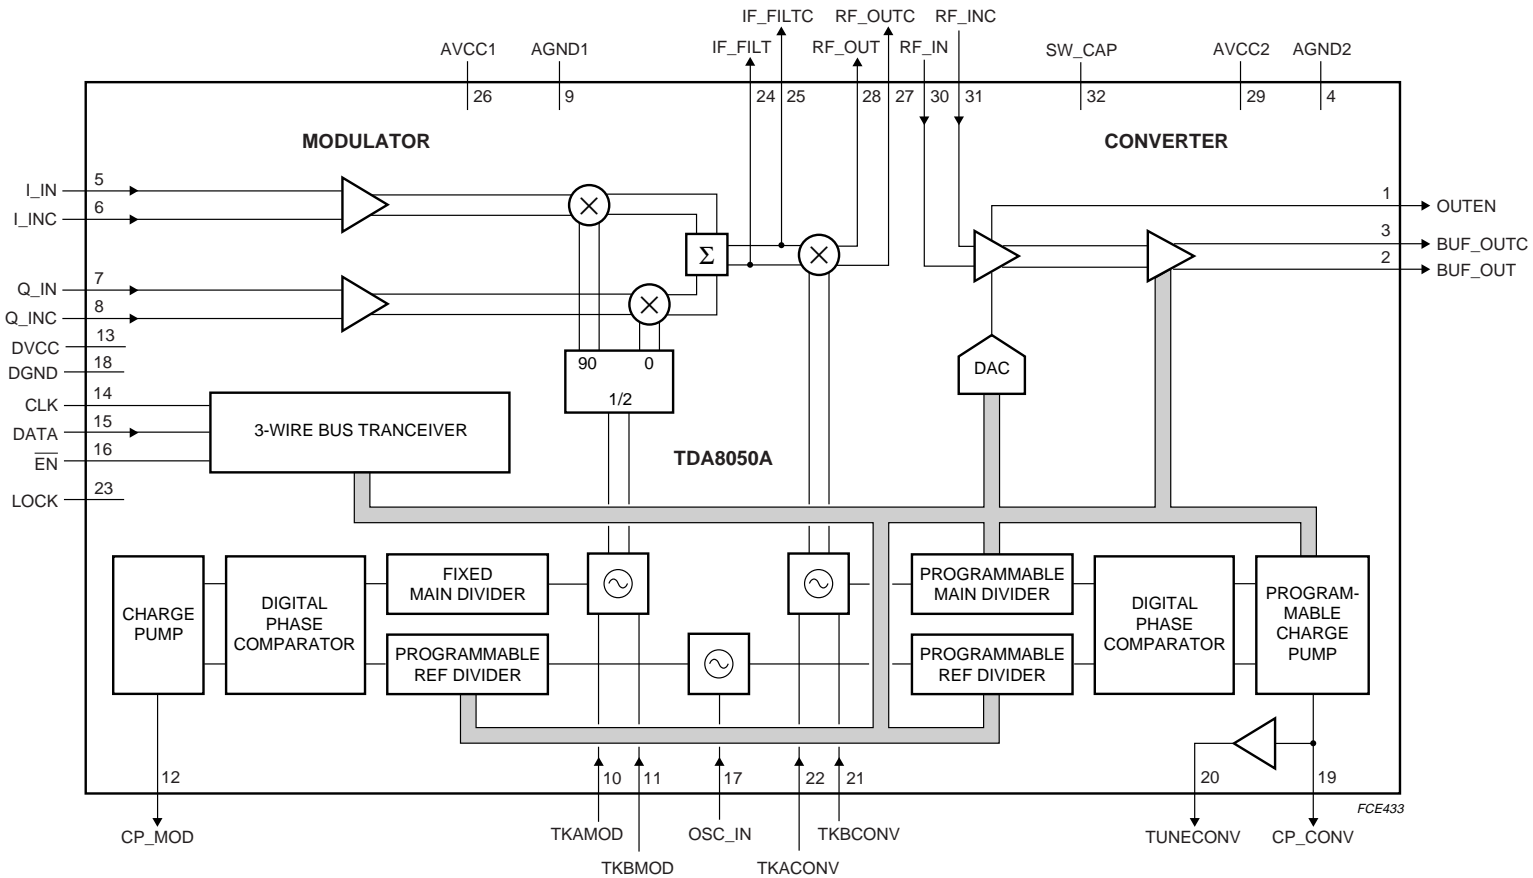 IF_FILTC RF_OUTC RF_INC
AVCC1 AGND1 IF_FILT RF_OUT RF_IN SW_CAP AVCC2 AGND2
26 9 24 25 28 27 30 31 32 29 4
MODULATOR CONVERTER
I_IN 5
I_INC 6
1 OUTEN
3 BUF_OUTC
2 BUF_OUT
Σ
Q_IN 7
Q_INC 8
DVCC 13
DGND 18
90 0
1/2
DAC
CLK 14
DATA 15
EN 16
3-WIRE BUS TRANCEIVER
TDA8050A
LOCK 23
CHARGE
PUMP
DIGITAL
PHASE
COMPARATOR
FIXED
MAIN DIVIDER
PROGRAMMABLE
REF DIVIDER
PROGRAMMABLE
MAIN DIVIDER
PROGRAMMABLE
REF DIVIDER
DIGITAL
PHASE
COMPARATOR
PROGRAM-
MABLE
CHARGE
PUMP
12 10 11 17 22 21 20 19
FCE433
CP_MOD TKAMOD OSC_IN TKBCONV TUNECONV CP_CONV
TKBMOD TKACONV